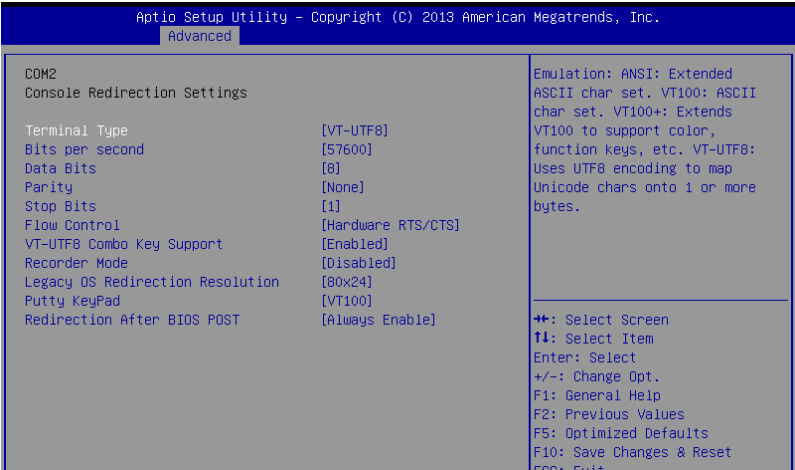 Aptio Setup Utility – Copyright (C) 2013 American Megatrends, Inc.
Advanced
COM2
Console Redirection Settings
Terminal Type [VT-UTF8]
Bits per second [57600]
Data Bits [8]
Parity [None]
Stop Bits [1]
Flow Control [Hardware RTS/CTS]
VT-UTF8 Combo Key Support [Enabled]
Recorder Mode [Disabled]
Legacy OS Redirection Resolution [80x24]
Putty KeyPad [VT100]
Redirection After BIOS POST [Always Enable]
Emulation: ANSI: Extended
ASCII char set. VT100: ASCII
char set. VT100+: Extends
VT100 to support color,
function keys, etc. VT-UTF8:
Uses UTF8 encoding to map
Unicode chars onto 1 or more
bytes.
→←: Select Screen
↑↓: Select Item
Enter: Select
+/-: Change Opt.
F1: General Help
F2: Previous Values
F5: Optimized Defaults
F10: Save Changes & Reset
ESC: Exit